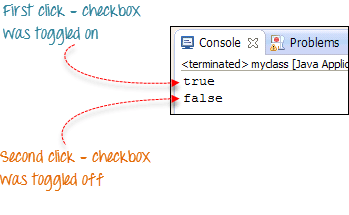 First click - checkbox
Was toggled on
Console
Problems
<terminated> myclass [Java Applic
true
false
Second click - checkbox
Was toggled off